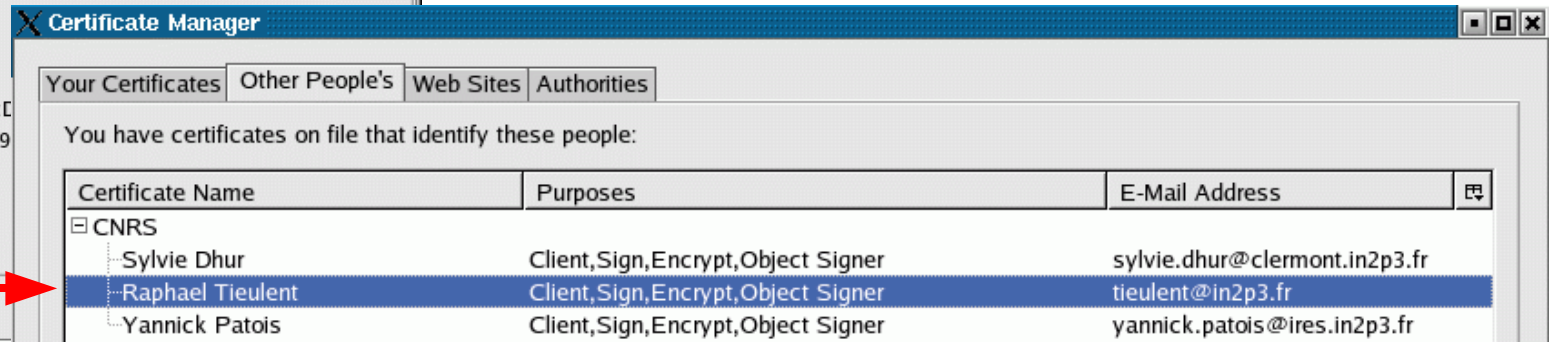 Certificate Manager
Your Certificates Other People's Web Sites Authorities
9
You have certificates on file that identify these people:
Certificate Name Purposes E-Mail Address
CNRS
Sylvie Dhur Client,Sign,Encrypt,Object Signer sylvie.dhur@clermont.in2p3.fr
Raphael Tieulent Client,Sign,Encrypt,Object Signer tieulent@in2p3.fr
Yannick Patois Client,Sign,Encrypt,Object Signer yannick.patois@ires.in2p3.fr